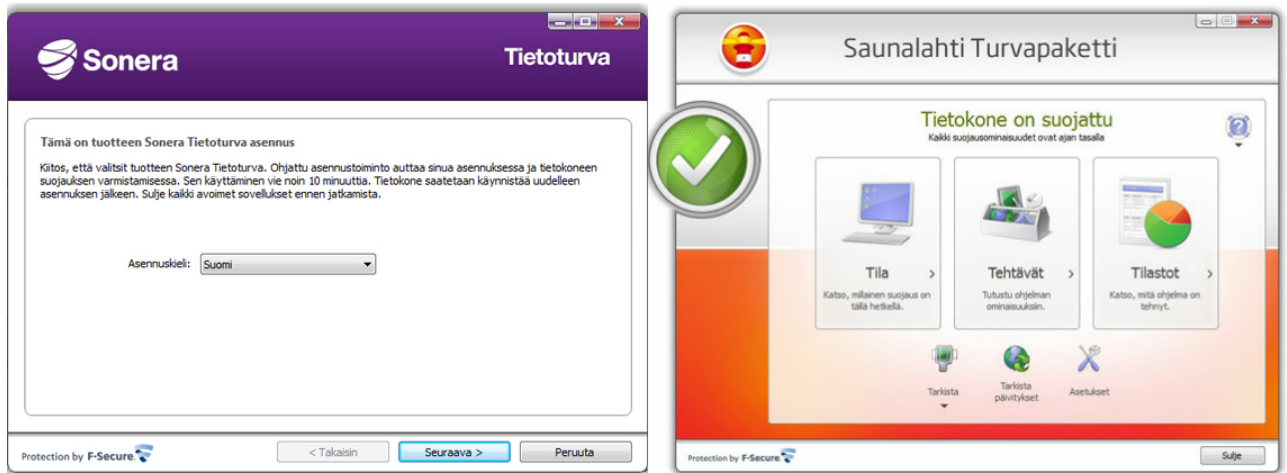 Sonera
Tietoturva
Tämä on tuotteen Sonera Tietoturva asennus
Kiitos, että valitsit tuotteen Sonera Tietoturva. Ohjattu asennustoiminto auttaa sinua asennuksessa ja tietokoneen
suojauksen varmistamisessa. Sen käyttäminen vie noin 10 minuuttia. Tietokone saatetaan käynnistää uudelleen
asennuksen jälkeen. Sulje kaikki avoimet sovellukset ennen jatkamista.
Asennuskieli: Suomi
Protection by F-Secure
< Takaisin
Seuraava >
Peruuta
Saunalahti Turvapaketti
Tietokone on suojattu
Kaikki suojausominaisuudet ovat ajan tasalla
Tila >
Katso, millainen suojaus on
tällä hetkellä.
Tehtävät >
Tutustu ohjelman
ominaisuuksiin.
Tilastot >
Katso, mitä ohjelma on
tehnyt.
Tarkista
Tarkista
päivitykset
Asetukset
Protection by F-Secure
Sulje